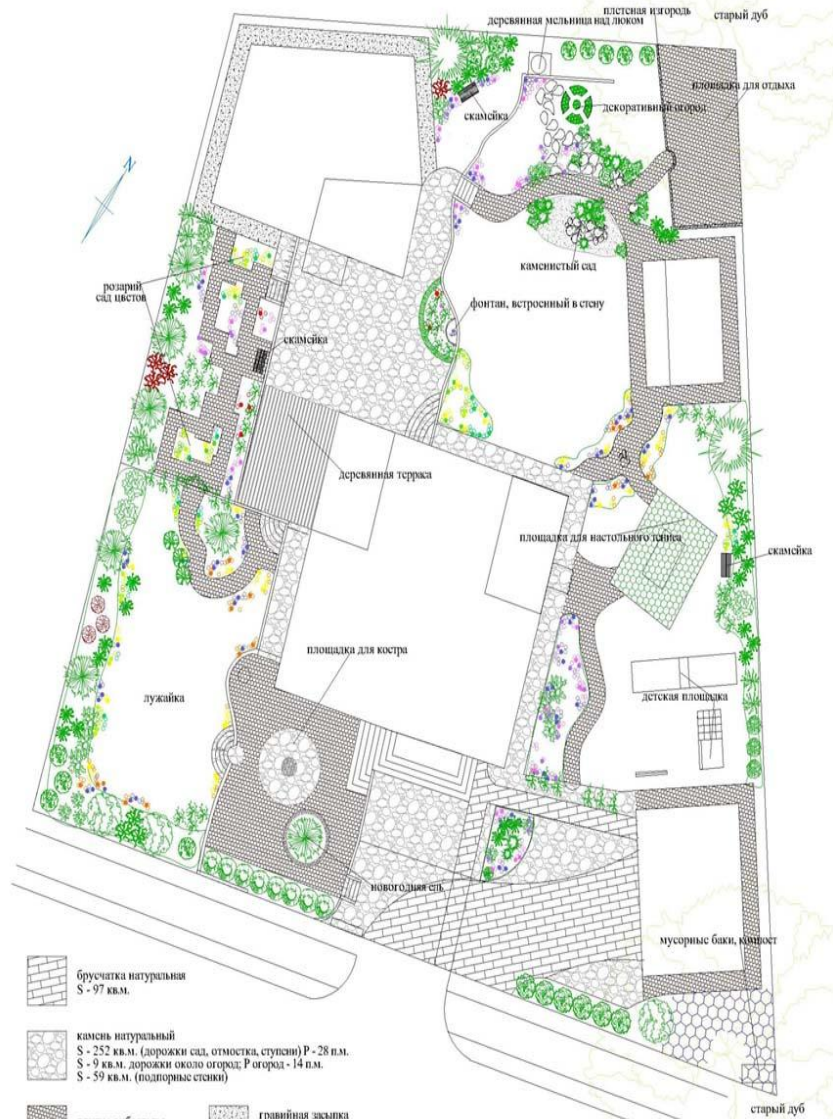 плетеная изгородь
деревянная мельница над люком
старый дуб
площадка для отдыха
скамейка
декоративный огород
N
каменистый сад
розарий
сад цветов
фонтан, встроенный в стену
скамейка
деревянная терраса
площадка для настольного тениса
скамейка
площадка для костра
лужайка
детская площадка
новогодняя ель
мусорные баки, компост
брусчатка натуральная
S - 97 кв.м.
камень натуральный
S - 252 кв.м. (дорожки сад, отмостка, ступени) Р - 28 п.м.
S - 9 кв.м. дорожки около огород; Р огород - 14 п.м.
S - 59 кв.м. (подпорные стенки)
гравийная засыпка
старый дуб